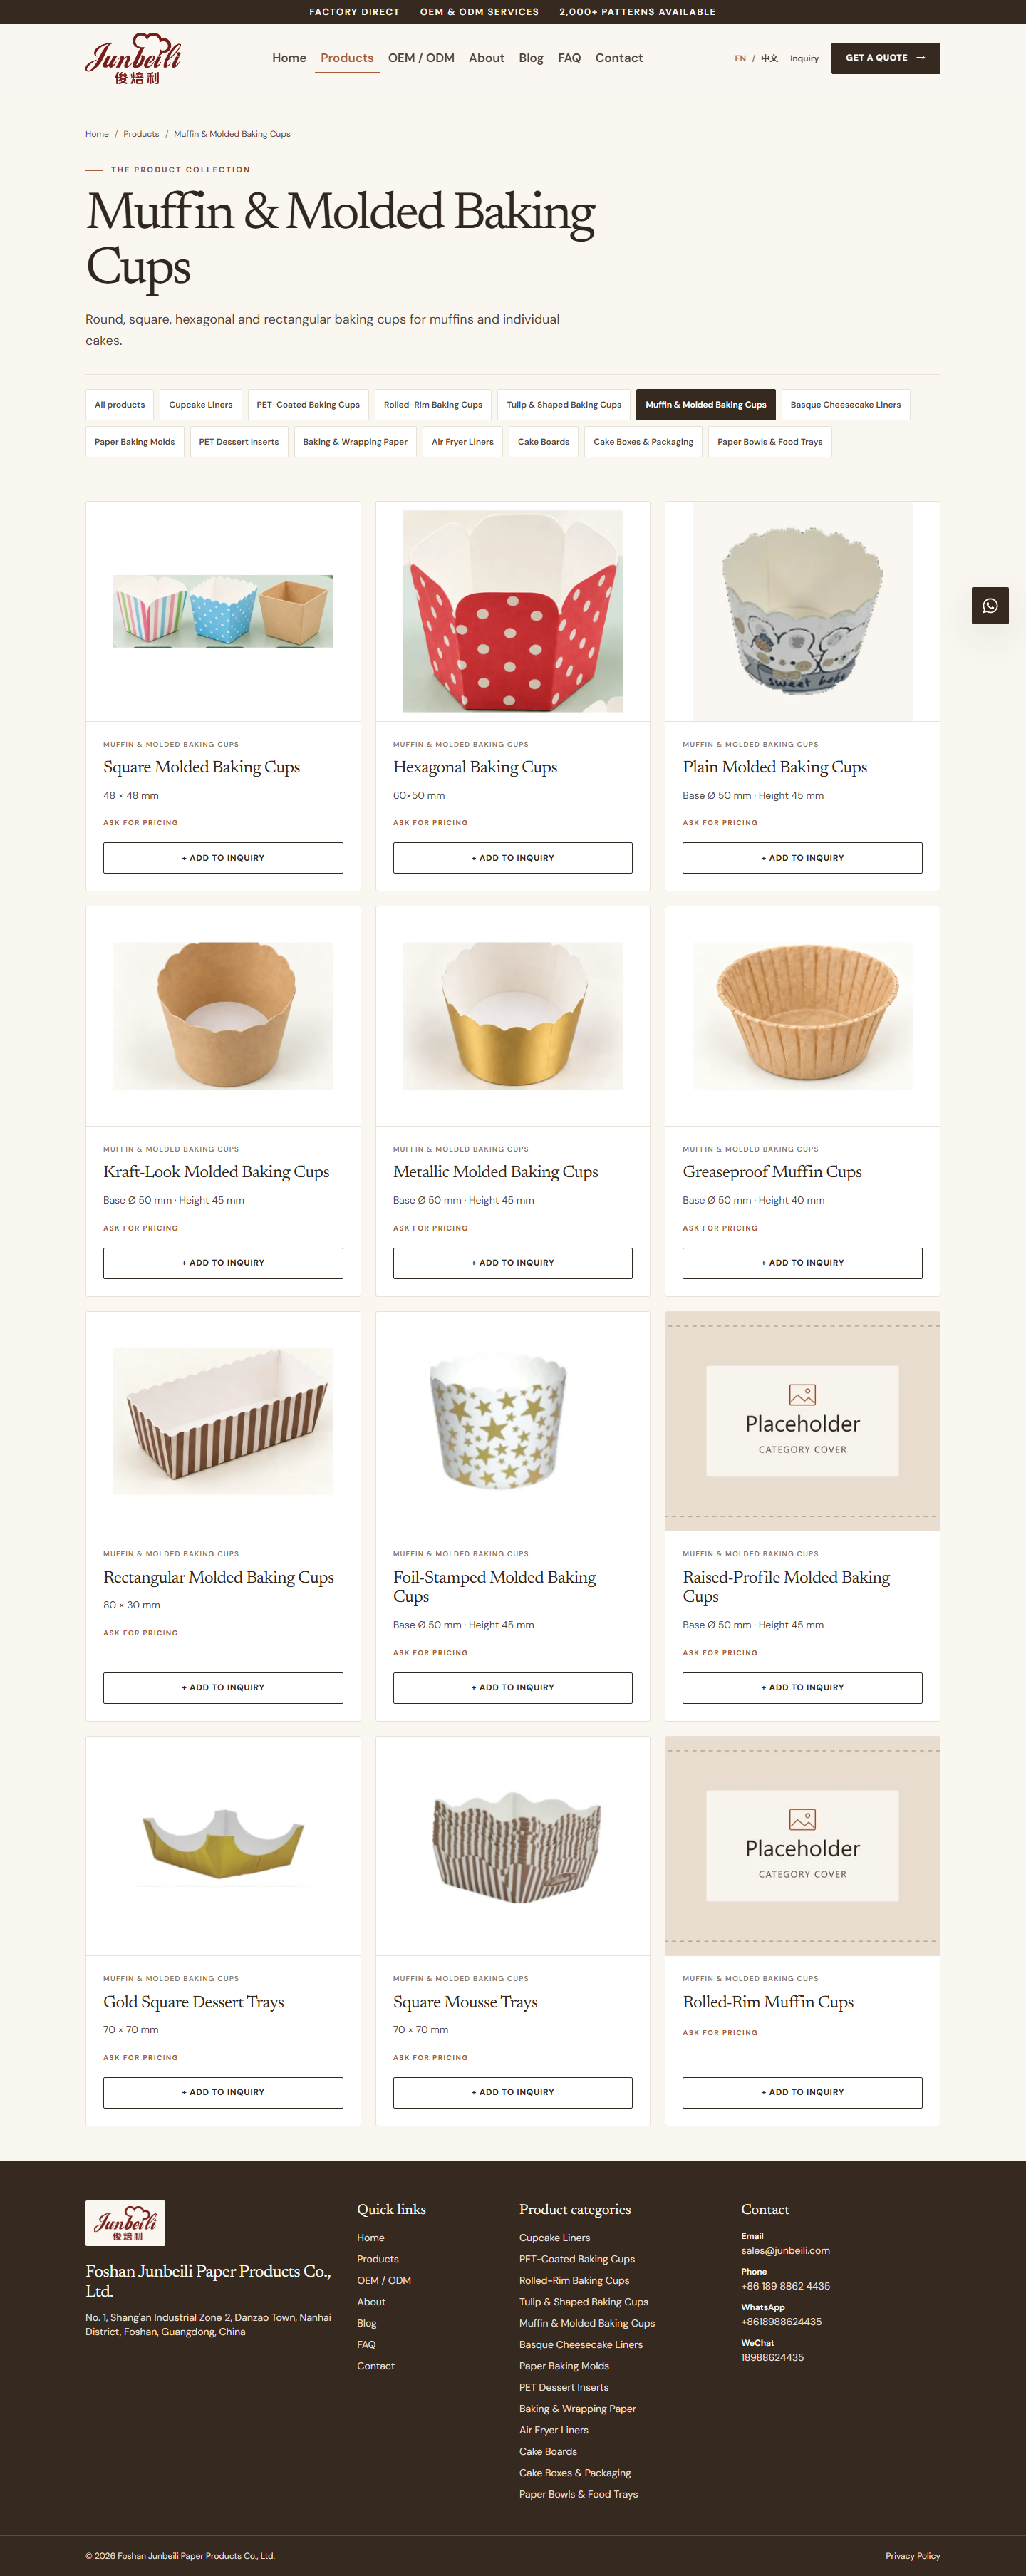 FACTORY DIRECT OEM & ODM SERVICES 2,000+ PATTERNS AVAILABLE
Junbeili
俊焙利
Home Products OEM / ODM About Blog FAQ Contact
EN / 中文 Inquiry GET A QUOTE →
Home / Products / Muffin & Molded Baking Cups
THE PRODUCT COLLECTION
Muffin & Molded Baking
Cups
Round, square, hexagonal and rectangular baking cups for muffins and individual
cakes.
All products Cupcake Liners PET-Coated Baking Cups Rolled-Rim Baking Cups Tulip & Shaped Baking Cups Muffin & Molded Baking Cups Basque Cheesecake Liners
Paper Baking Molds PET Dessert Inserts Baking & Wrapping Paper Air Fryer Liners Cake Boards Cake Boxes & Packaging Paper Bowls & Food Trays
sweet
MUFFIN & MOLDED BAKING CUPS
Square Molded Baking Cups
48 × 48 mm
ASK FOR PRICING
+ ADD TO INQUIRY
MUFFIN & MOLDED BAKING CUPS
Hexagonal Baking Cups
60×50 mm
ASK FOR PRICING
+ ADD TO INQUIRY
MUFFIN & MOLDED BAKING CUPS
Plain Molded Baking Cups
Base Ø 50 mm · Height 45 mm
ASK FOR PRICING
+ ADD TO INQUIRY
MUFFIN & MOLDED BAKING CUPS
Kraft-Look Molded Baking Cups
Base Ø 50 mm · Height 45 mm
ASK FOR PRICING
+ ADD TO INQUIRY
MUFFIN & MOLDED BAKING CUPS
Metallic Molded Baking Cups
Base Ø 50 mm · Height 45 mm
ASK FOR PRICING
+ ADD TO INQUIRY
MUFFIN & MOLDED BAKING CUPS
Greaseproof Muffin Cups
Base Ø 50 mm · Height 40 mm
ASK FOR PRICING
+ ADD TO INQUIRY
MUFFIN & MOLDED BAKING CUPS
Rectangular Molded Baking Cups
80 × 30 mm
ASK FOR PRICING
+ ADD TO INQUIRY
MUFFIN & MOLDED BAKING CUPS
Foil-Stamped Molded Baking
Cups
Base Ø 50 mm · Height 45 mm
ASK FOR PRICING
+ ADD TO INQUIRY
Placeholder
CATEGORY COVER
MUFFIN & MOLDED BAKING CUPS
Raised-Profile Molded Baking
Cups
Base Ø 50 mm · Height 45 mm
ASK FOR PRICING
+ ADD TO INQUIRY
MUFFIN & MOLDED BAKING CUPS
Gold Square Dessert Trays
70 × 70 mm
ASK FOR PRICING
+ ADD TO INQUIRY
MUFFIN & MOLDED BAKING CUPS
Square Mousse Trays
70 × 70 mm
ASK FOR PRICING
+ ADD TO INQUIRY
Placeholder
CATEGORY COVER
MUFFIN & MOLDED BAKING CUPS
Rolled-Rim Muffin Cups
ASK FOR PRICING
+ ADD TO INQUIRY
Junbeili
俊焙利
Foshan Junbeili Paper Products Co.,
Ltd.
No. 1, Shang'an Industrial Zone 2, Danzao Town, Nanhai
District, Foshan, Guangdong, China
Quick links
Home
Products
OEM / ODM
About
Blog
FAQ
Contact
Product categories
Cupcake Liners
PET-Coated Baking Cups
Rolled-Rim Baking Cups
Tulip & Shaped Baking Cups
Muffin & Molded Baking Cups
Basque Cheesecake Liners
Paper Baking Molds
PET Dessert Inserts
Baking & Wrapping Paper
Air Fryer Liners
Cake Boards
Cake Boxes & Packaging
Paper Bowls & Food Trays
Contact
Email
sales@junbeili.com
Phone
+86 189 8862 4435
WhatsApp
+8618988624435
WeChat
18988624435
© 2026 Foshan Junbeili Paper Products Co., Ltd.
Privacy Policy